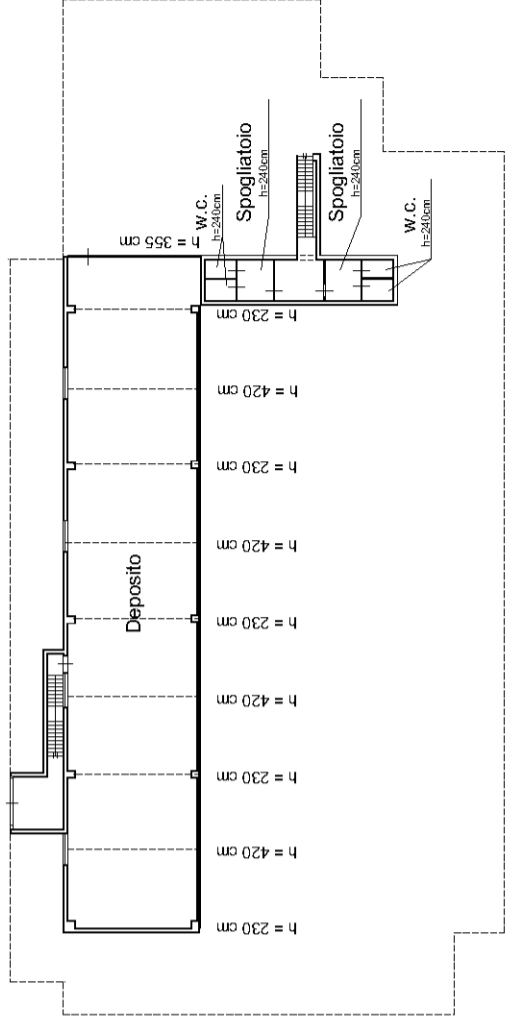 h = 355 cm
W.C.
h=240cm
Spogliatoio
h=240cm
Spogliatoio
h=240cm
W.C.
h=240cm
h = 230 cm
h = 420 cm
h = 230 cm
h = 420 cm
Deposito
h = 230 cm
h = 420 cm
h = 230 cm
h = 420 cm
h = 230 cm